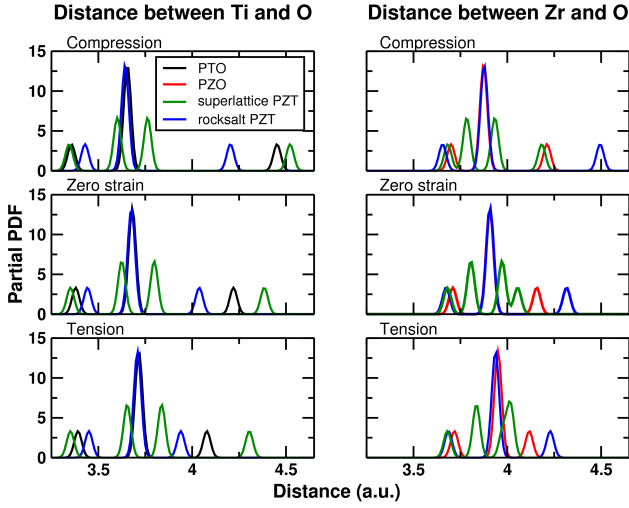 Distance between Ti and O
Distance between Zr and O
Compression
Compression
15
10
5
0
PTO
PZO
superlattice PZT
rocksalt PZT
Zero strain
Zero strain
15
10
5
0
Partial PDF
Tension
Tension
15
10
5
0
3.5
4
4.5
3.5
4
4.5
Distance (a.u.)